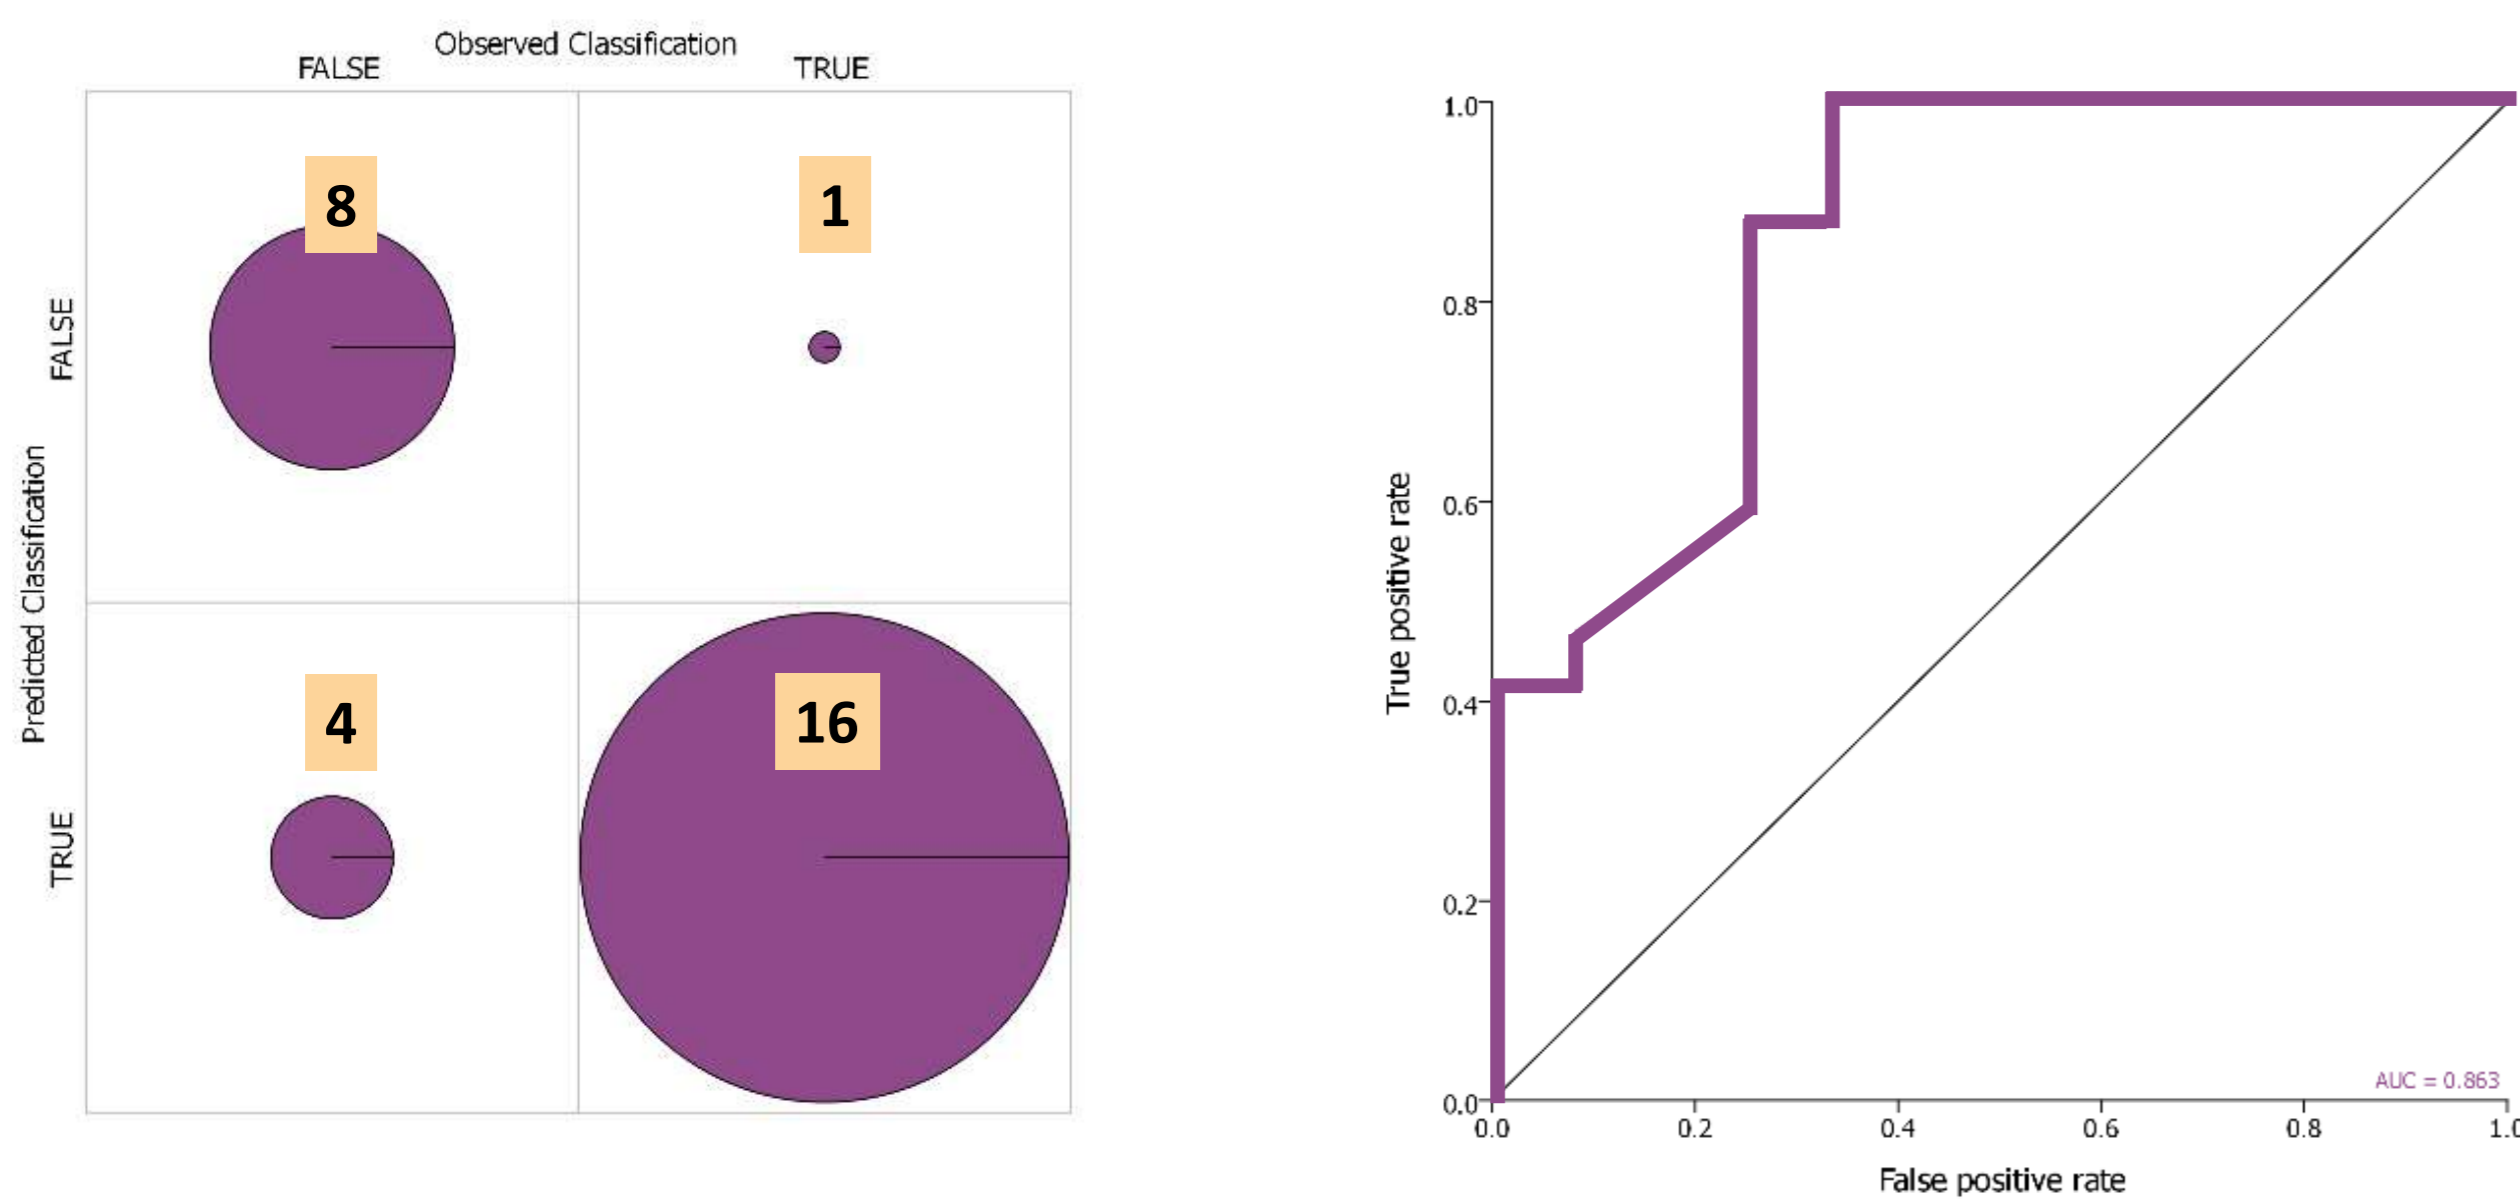 Observed Classification
FALSE TRUE
Predicted Classification
FALSE
8 1
TRUE
4 16
True positive rate
1.0
0.8
0.6
0.4
0.2
0.0
AUC = 0.863
0.0 0.2 0.4 0.6 0.8
False positive rate